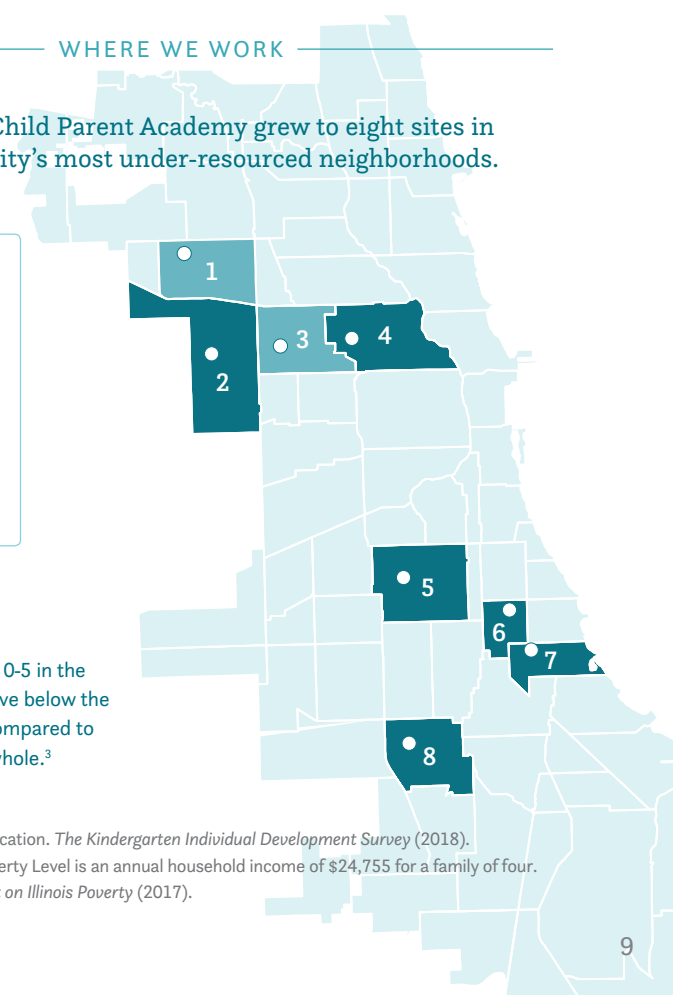 WHERE WE WORK
Child Parent Academy grew to eight sites in
ity’s most under-resourced neighborhoods.
1
2
3
4
5
6
7
8
0-5 in the
ve below the
ompared to
whole.³
cation. The Kindergarten Individual Development Survey (2018).
erty Level is an annual household income of $24,755 for a family of four.
on Illinois Poverty (2017).
9